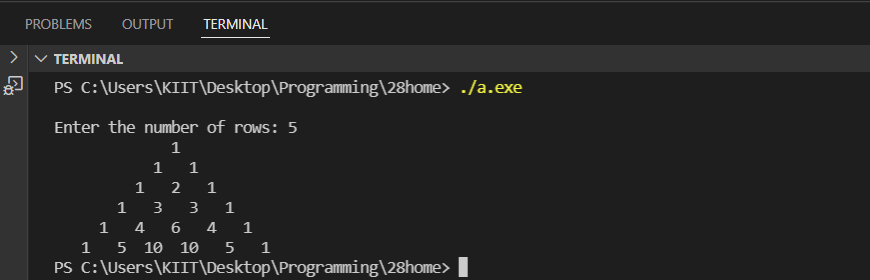 PROBLEMS OUTPUT TERMINAL
TERMINAL
PS C:\Users\KIIT\Desktop\Programming\28home> ./a.exe
Enter the number of rows: 5
1
1 1
1 2 1
1 3 3 1
1 4 6 4 1
1 5 10 10 5 1
PS C:\Users\KIIT\Desktop\Programming\28home>